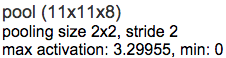 pool (11x11x8)
pooling size 2x2, stride 2
max activation: 3.29955, min: 0